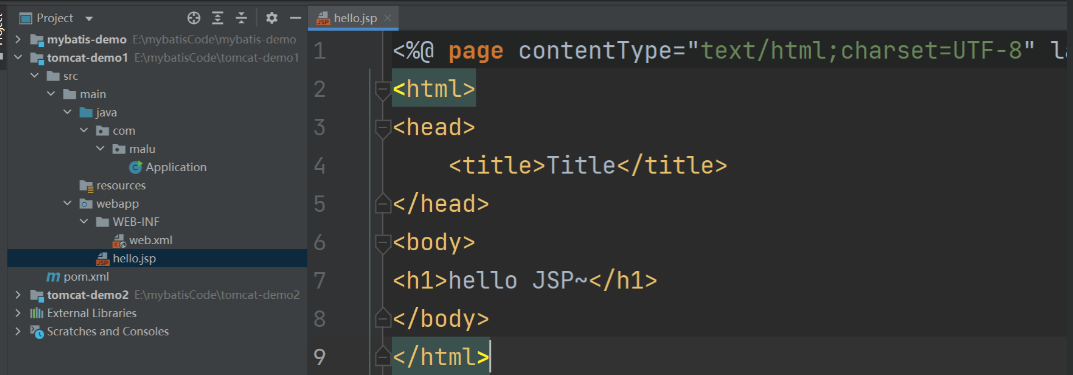 Project
hello.jsp
mybatis-demo E:\mybatisCode\mybatis-demo
tomcat-demo1 E:\mybatisCode\tomcat-demo1
src
main
java
com
malu
Application
resources
webapp
WEB-INF
web.xml
hello.jsp
pom.xml
tomcat-demo2 E:\mybatisCode\tomcat-demo2
External Libraries
Scratches and Consoles
1 <%@ page contentType="text/html;charset=UTF-8" la
2 <html>
3 <head>
4 <title>Title</title>
5 </head>
6 <body>
7 <h1>hello JSP~</h1>
8 </body>
9 </html>